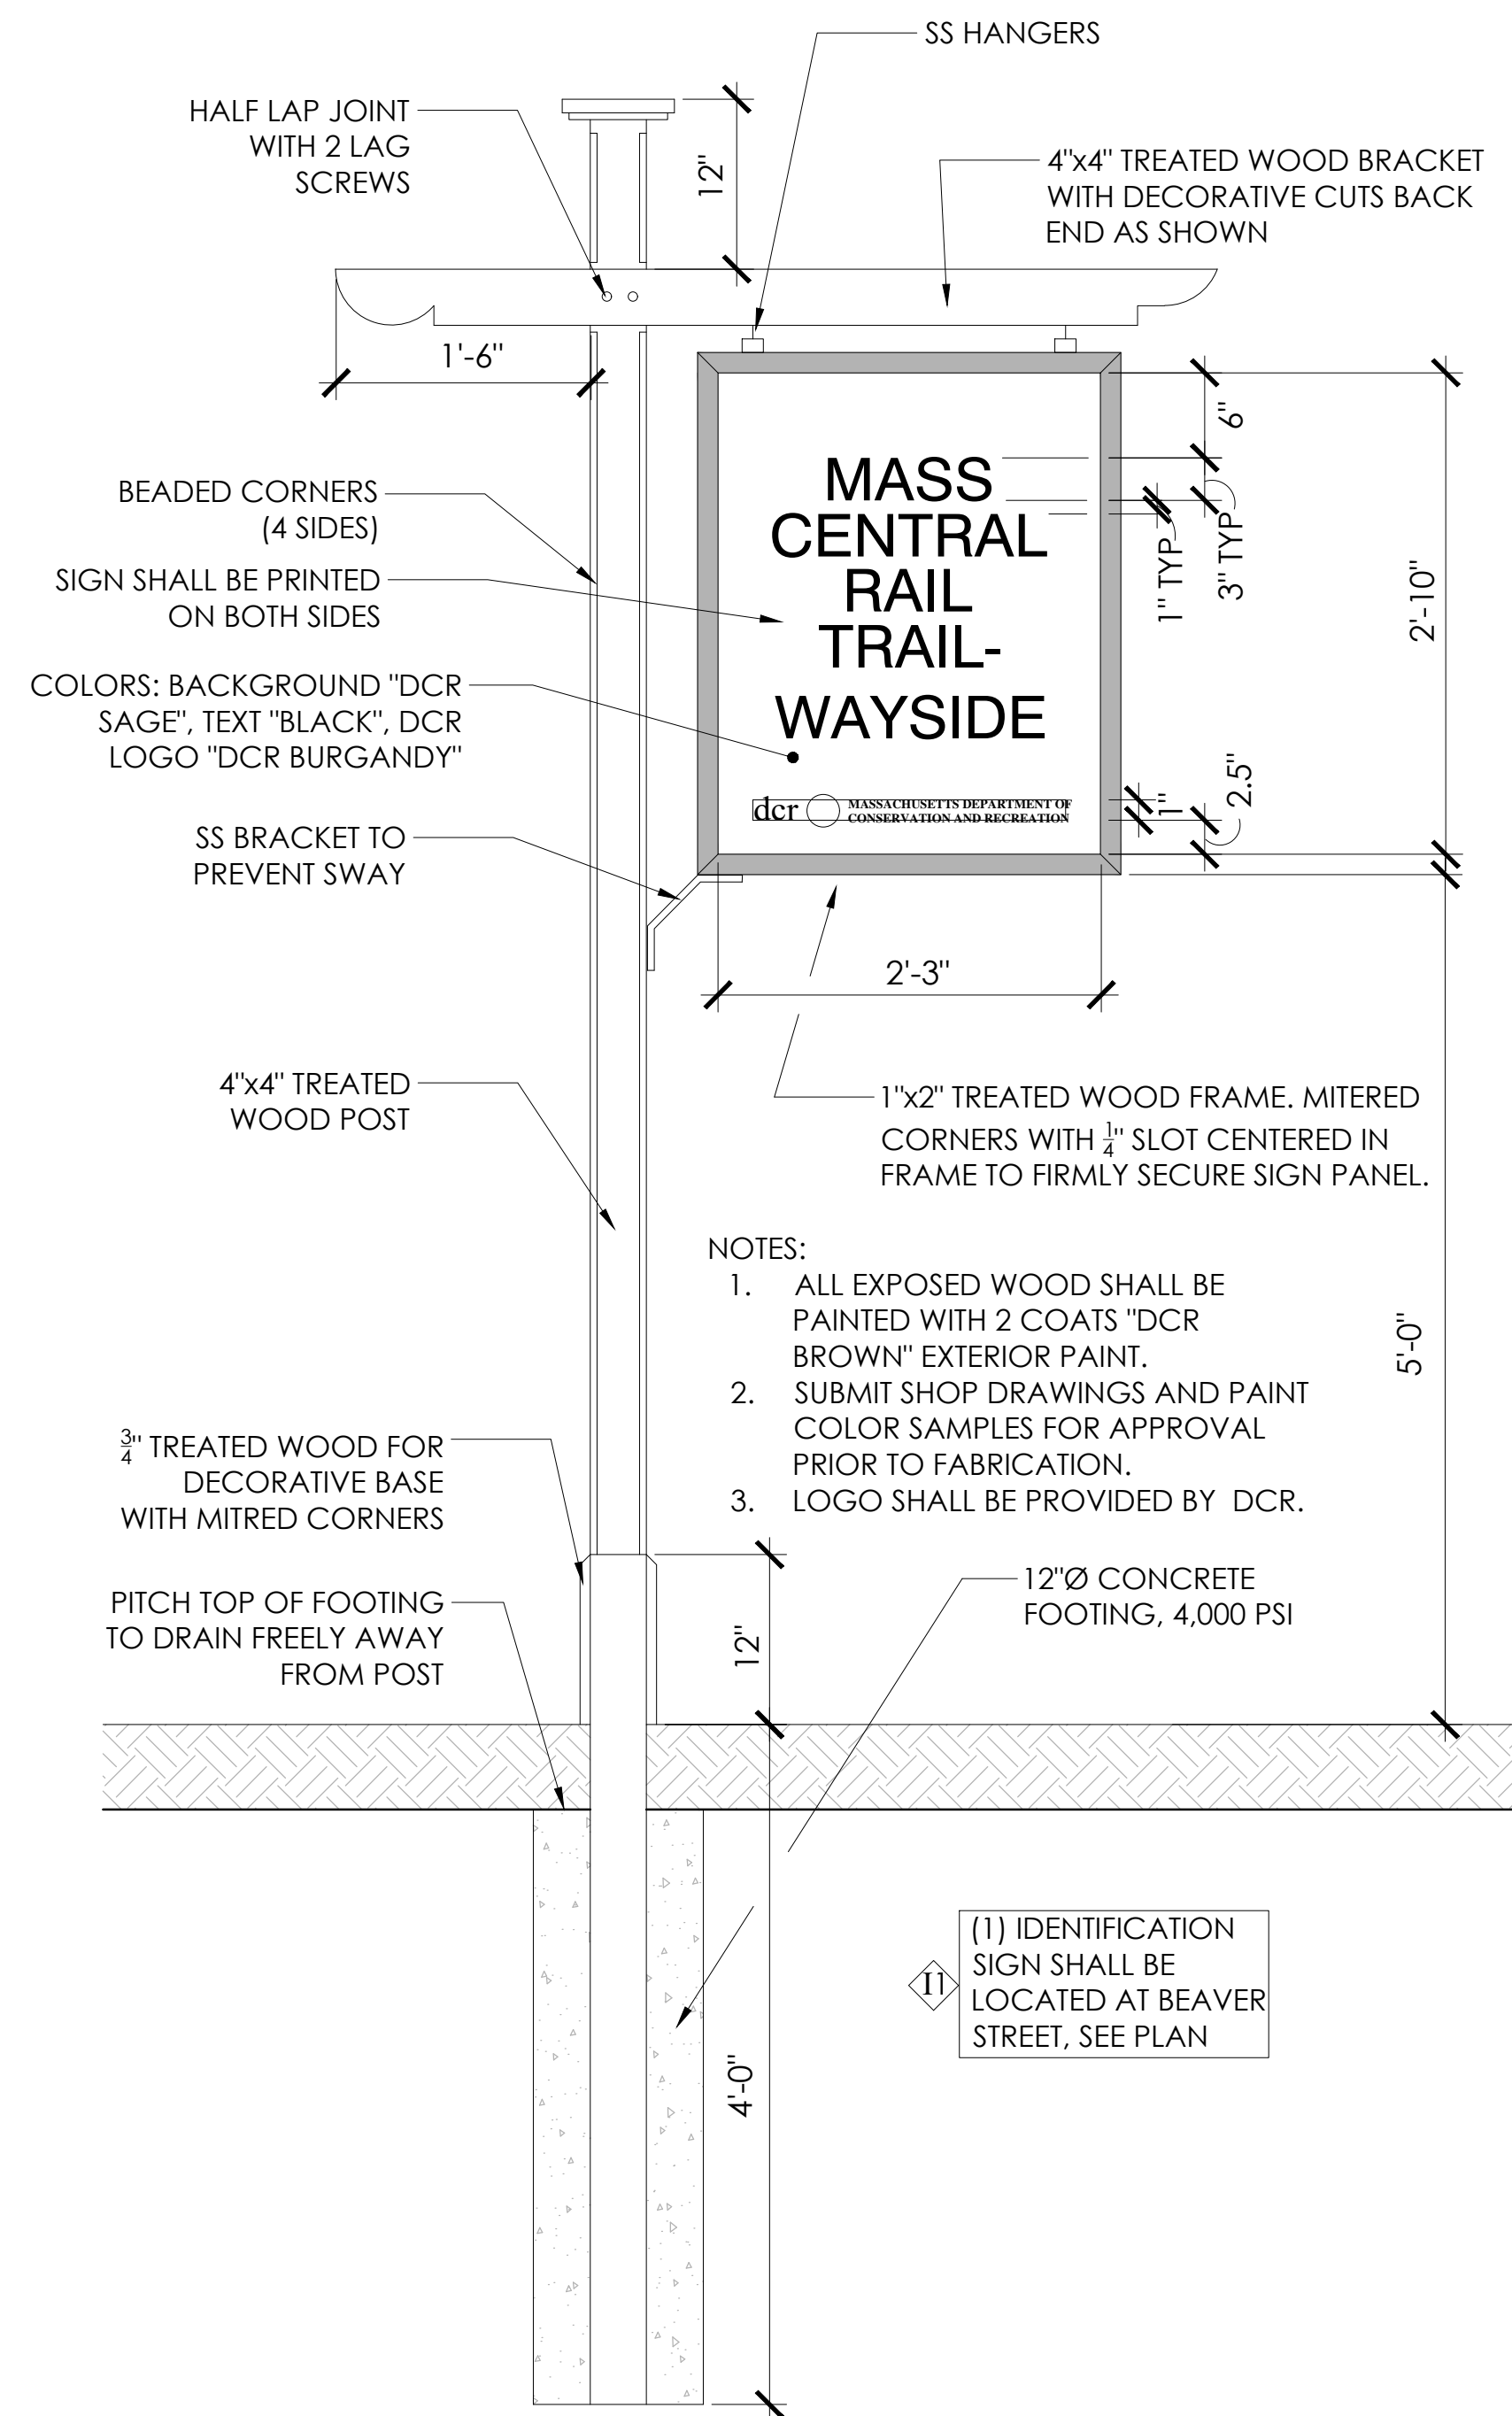 SS HANGERS
HALF LAP JOINT
WITH 2 LAG
SCREWS
12"
4"x4" TREATED WOOD BRACKET
WITH DECORATIVE CUTS BACK
END AS SHOWN
1'-6"
6"
BEADED CORNERS
(4 SIDES)
MASS
CENTRAL
RAIL
TRAIL-
WAYSIDE
1" TYP
3" TYP
2'-10"
SIGN SHALL BE PRINTED
ON BOTH SIDES
COLORS: BACKGROUND "DCR
SAGE", TEXT "BLACK", DCR
LOGO "DCR BURGANDY"
dcr
MASSACHUSETTS DEPARTMENT OF
CONSERVATION AND RECREATION
1"
2.5"
SS BRACKET TO
PREVENT SWAY
2'-3"
4"x4" TREATED
WOOD POST
1"x2" TREATED WOOD FRAME. MITERED
CORNERS WITH 1/4" SLOT CENTERED IN
FRAME TO FIRMLY SECURE SIGN PANEL.
NOTES:
1. ALL EXPOSED WOOD SHALL BE
PAINTED WITH 2 COATS "DCR
BROWN" EXTERIOR PAINT.
2. SUBMIT SHOP DRAWINGS AND PAINT
COLOR SAMPLES FOR APPROVAL
PRIOR TO FABRICATION.
3. LOGO SHALL BE PROVIDED BY DCR.
5'-0"
3/4" TREATED WOOD FOR
DECORATIVE BASE
WITH MITRED CORNERS
12"Ø CONCRETE
FOOTING, 4,000 PSI
PITCH TOP OF FOOTING
TO DRAIN FREELY AWAY
FROM POST
12"
I1
(1) IDENTIFICATION
SIGN SHALL BE
LOCATED AT BEAVER
STREET, SEE PLAN
4'-0"